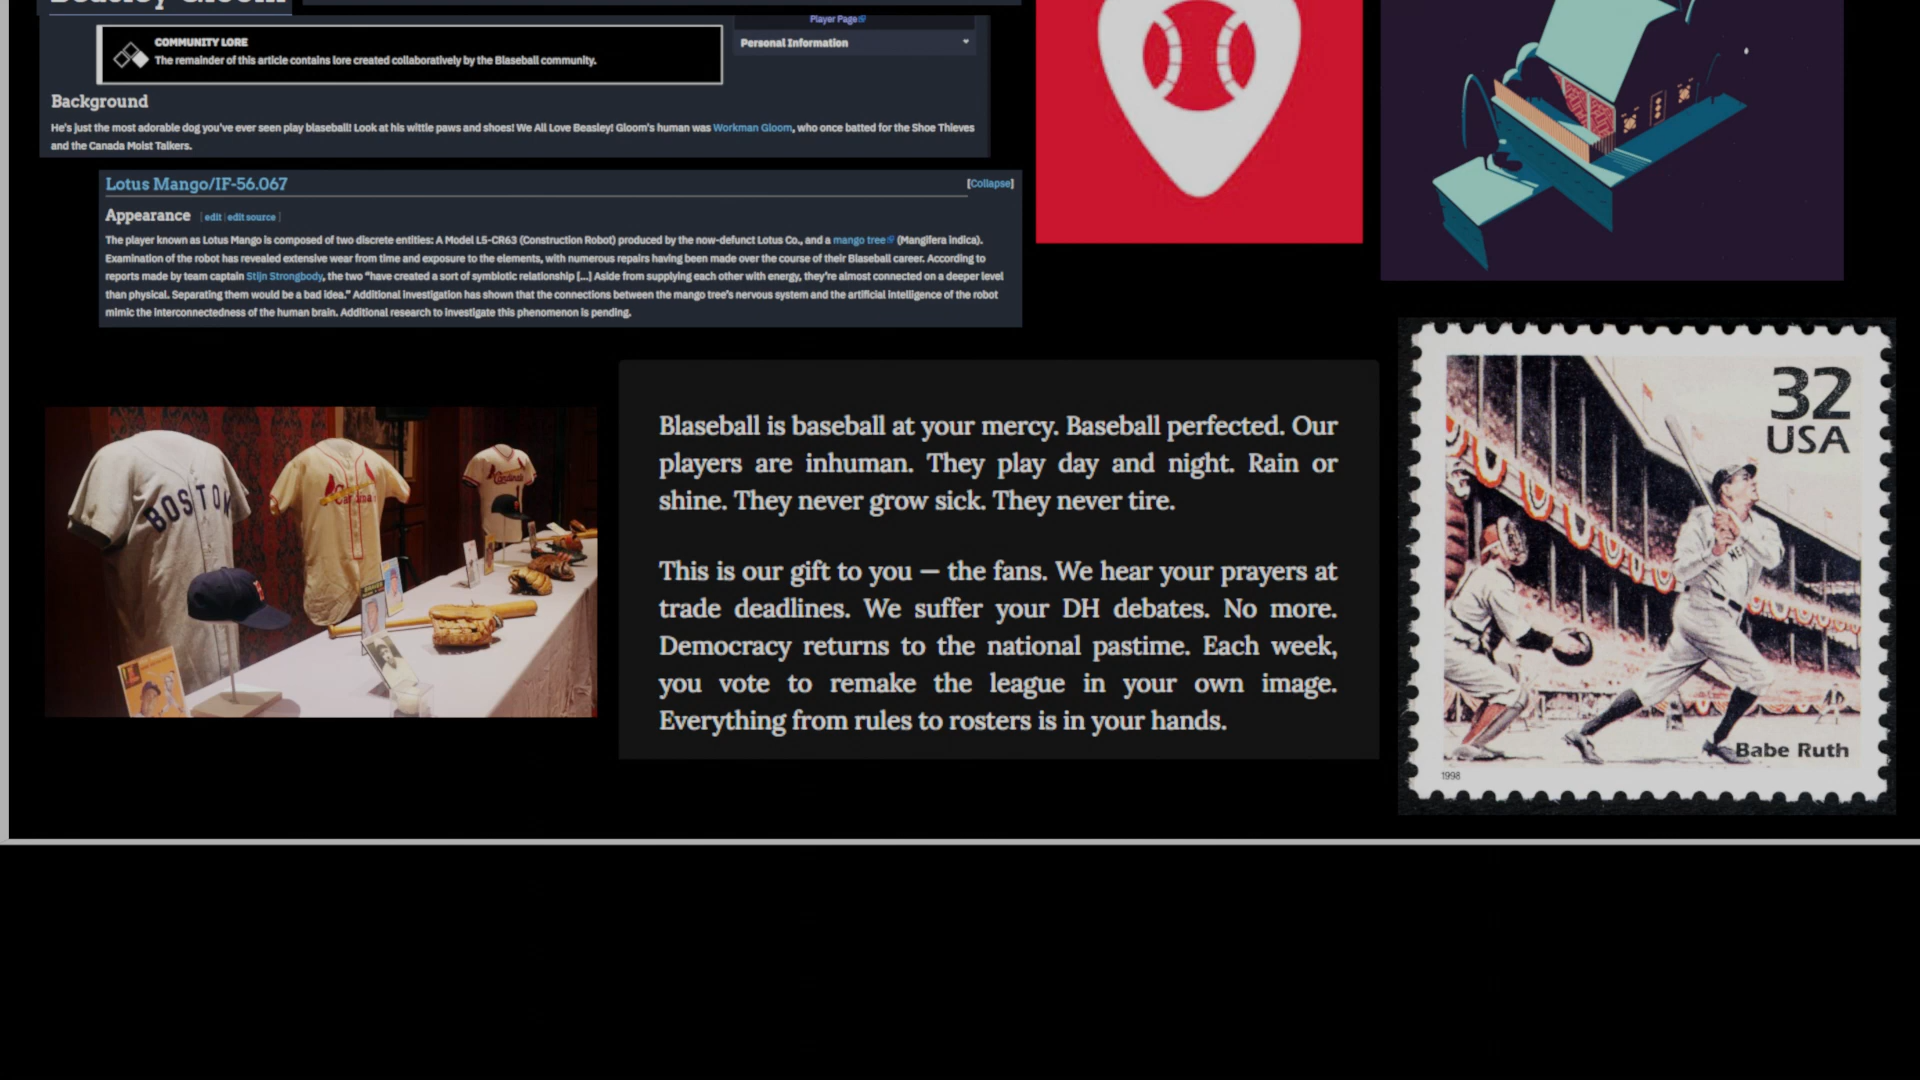 Beasley Gloom
Player Page
COMMUNITY LORE
The remainder of this article contains lore created collaboratively by the Blaseball community.
Personal Information
Background
He's just the most adorable dog you've ever seen play blaseball! Look at his wittle paws and shoes! We All Love Beasley! Gloom's human was Workman Gloom, who once batted for the Shoe Thieves
and the Canada Moist Talkers.
Lotus Mango/IF-56.067
[Collapse]
Appearance [ edit | edit source ]
The player known as Lotus Mango is composed of two discrete entities: A Model L5-CR63 (Construction Robot) produced by the now-defunct Lotus Co., and a mango tree (Mangifera indica).
Examination of the robot has revealed extensive wear from time and exposure to the elements, with numerous repairs having been made over the course of their Blaseball career. According to
reports made by team captain Stijn Strongbody, the two "have created a sort of symbiotic relationship [...] Aside from supplying each other with energy, they're almost connected on a deeper level
than physical. Separating them would be a bad idea." Additional investigation has shown that the connections between the mango tree's nervous system and the artificial intelligence of the robot
mimic the interconnectedness of the human brain. Additional research to investigate this phenomenon is pending.
BOSTON
Cardinals
Cardinals
Blaseball is baseball at your mercy. Baseball perfected. Our
players are inhuman. They play day and night. Rain or
shine. They never grow sick. They never tire.
This is our gift to you — the fans. We hear your prayers at
trade deadlines. We suffer your DH debates. No more.
Democracy returns to the national pastime. Each week,
you vote to remake the league in your own image.
Everything from rules to rosters is in your hands.
32
USA
NE
Babe Ruth
1998